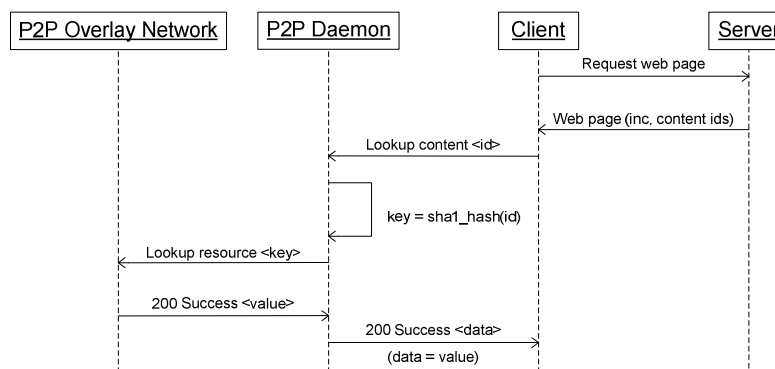 P2P Overlay Network
P2P Daemon
Client
Server
Request web page
Web page (inc. content ids)
Lookup content <id>
key = sha1_hash(id)
Lookup resource <key>
200 Success <value>
200 Success <data>
(data = value)